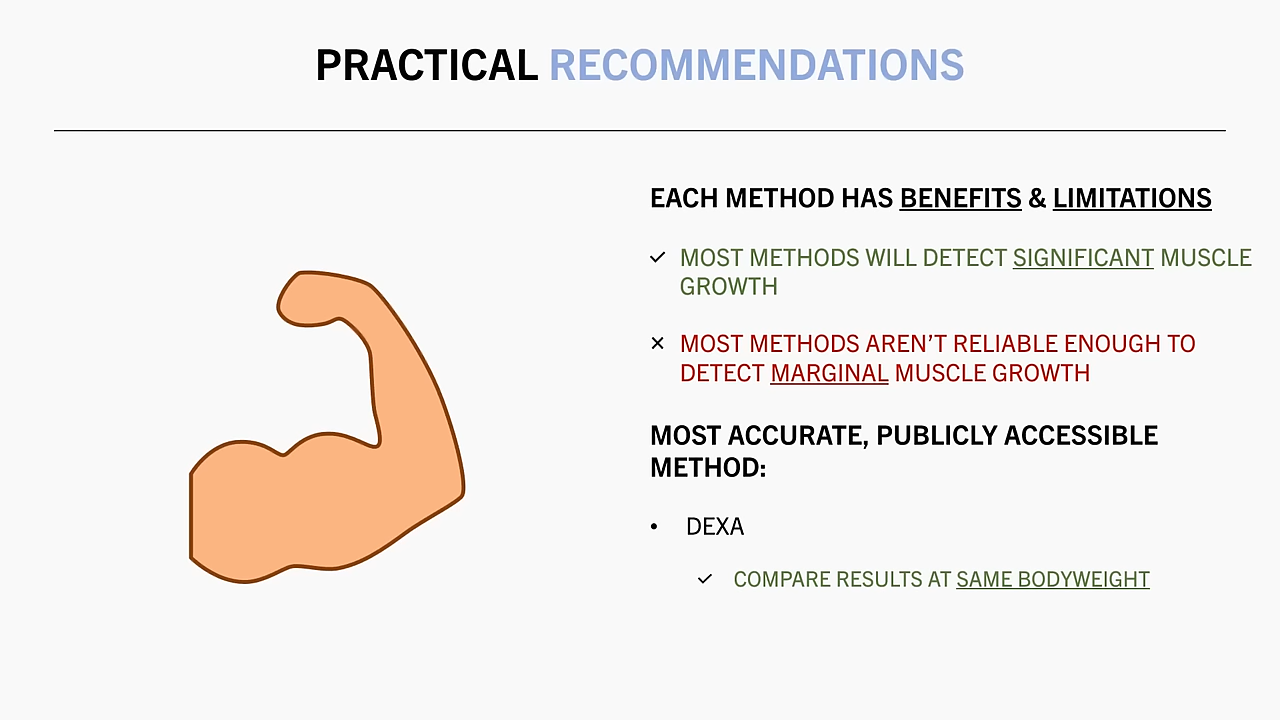 PRACTICAL RECOMMENDATIONS
EACH METHOD HAS BENEFITS & LIMITATIONS
✓ MOST METHODS WILL DETECT SIGNIFICANT MUSCLE
GROWTH
✕ MOST METHODS AREN’T RELIABLE ENOUGH TO
DETECT MARGINAL MUSCLE GROWTH
MOST ACCURATE, PUBLICLY ACCESSIBLE
METHOD:
• DEXA
✓ COMPARE RESULTS AT SAME BODYWEIGHT